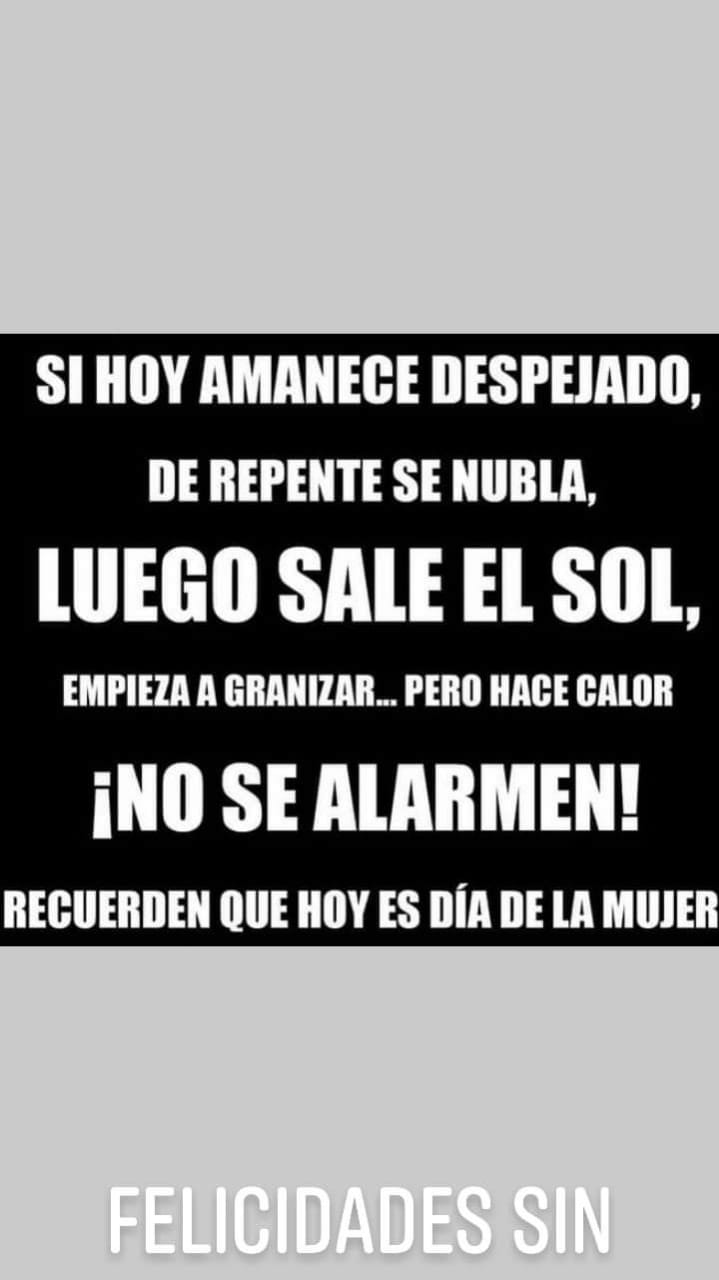 SI HOY AMANECE DESPEJADO,
DE REPENTE SE NUBLA,
LUEGO SALE EL SOL,
EMPIEZA A GRANIZAR... PERO HACE CALOR
¡NO SE ALARMEN!
RECUERDEN QUE HOY ES DÍA DE LA MUJER
FELICIDADES SIN